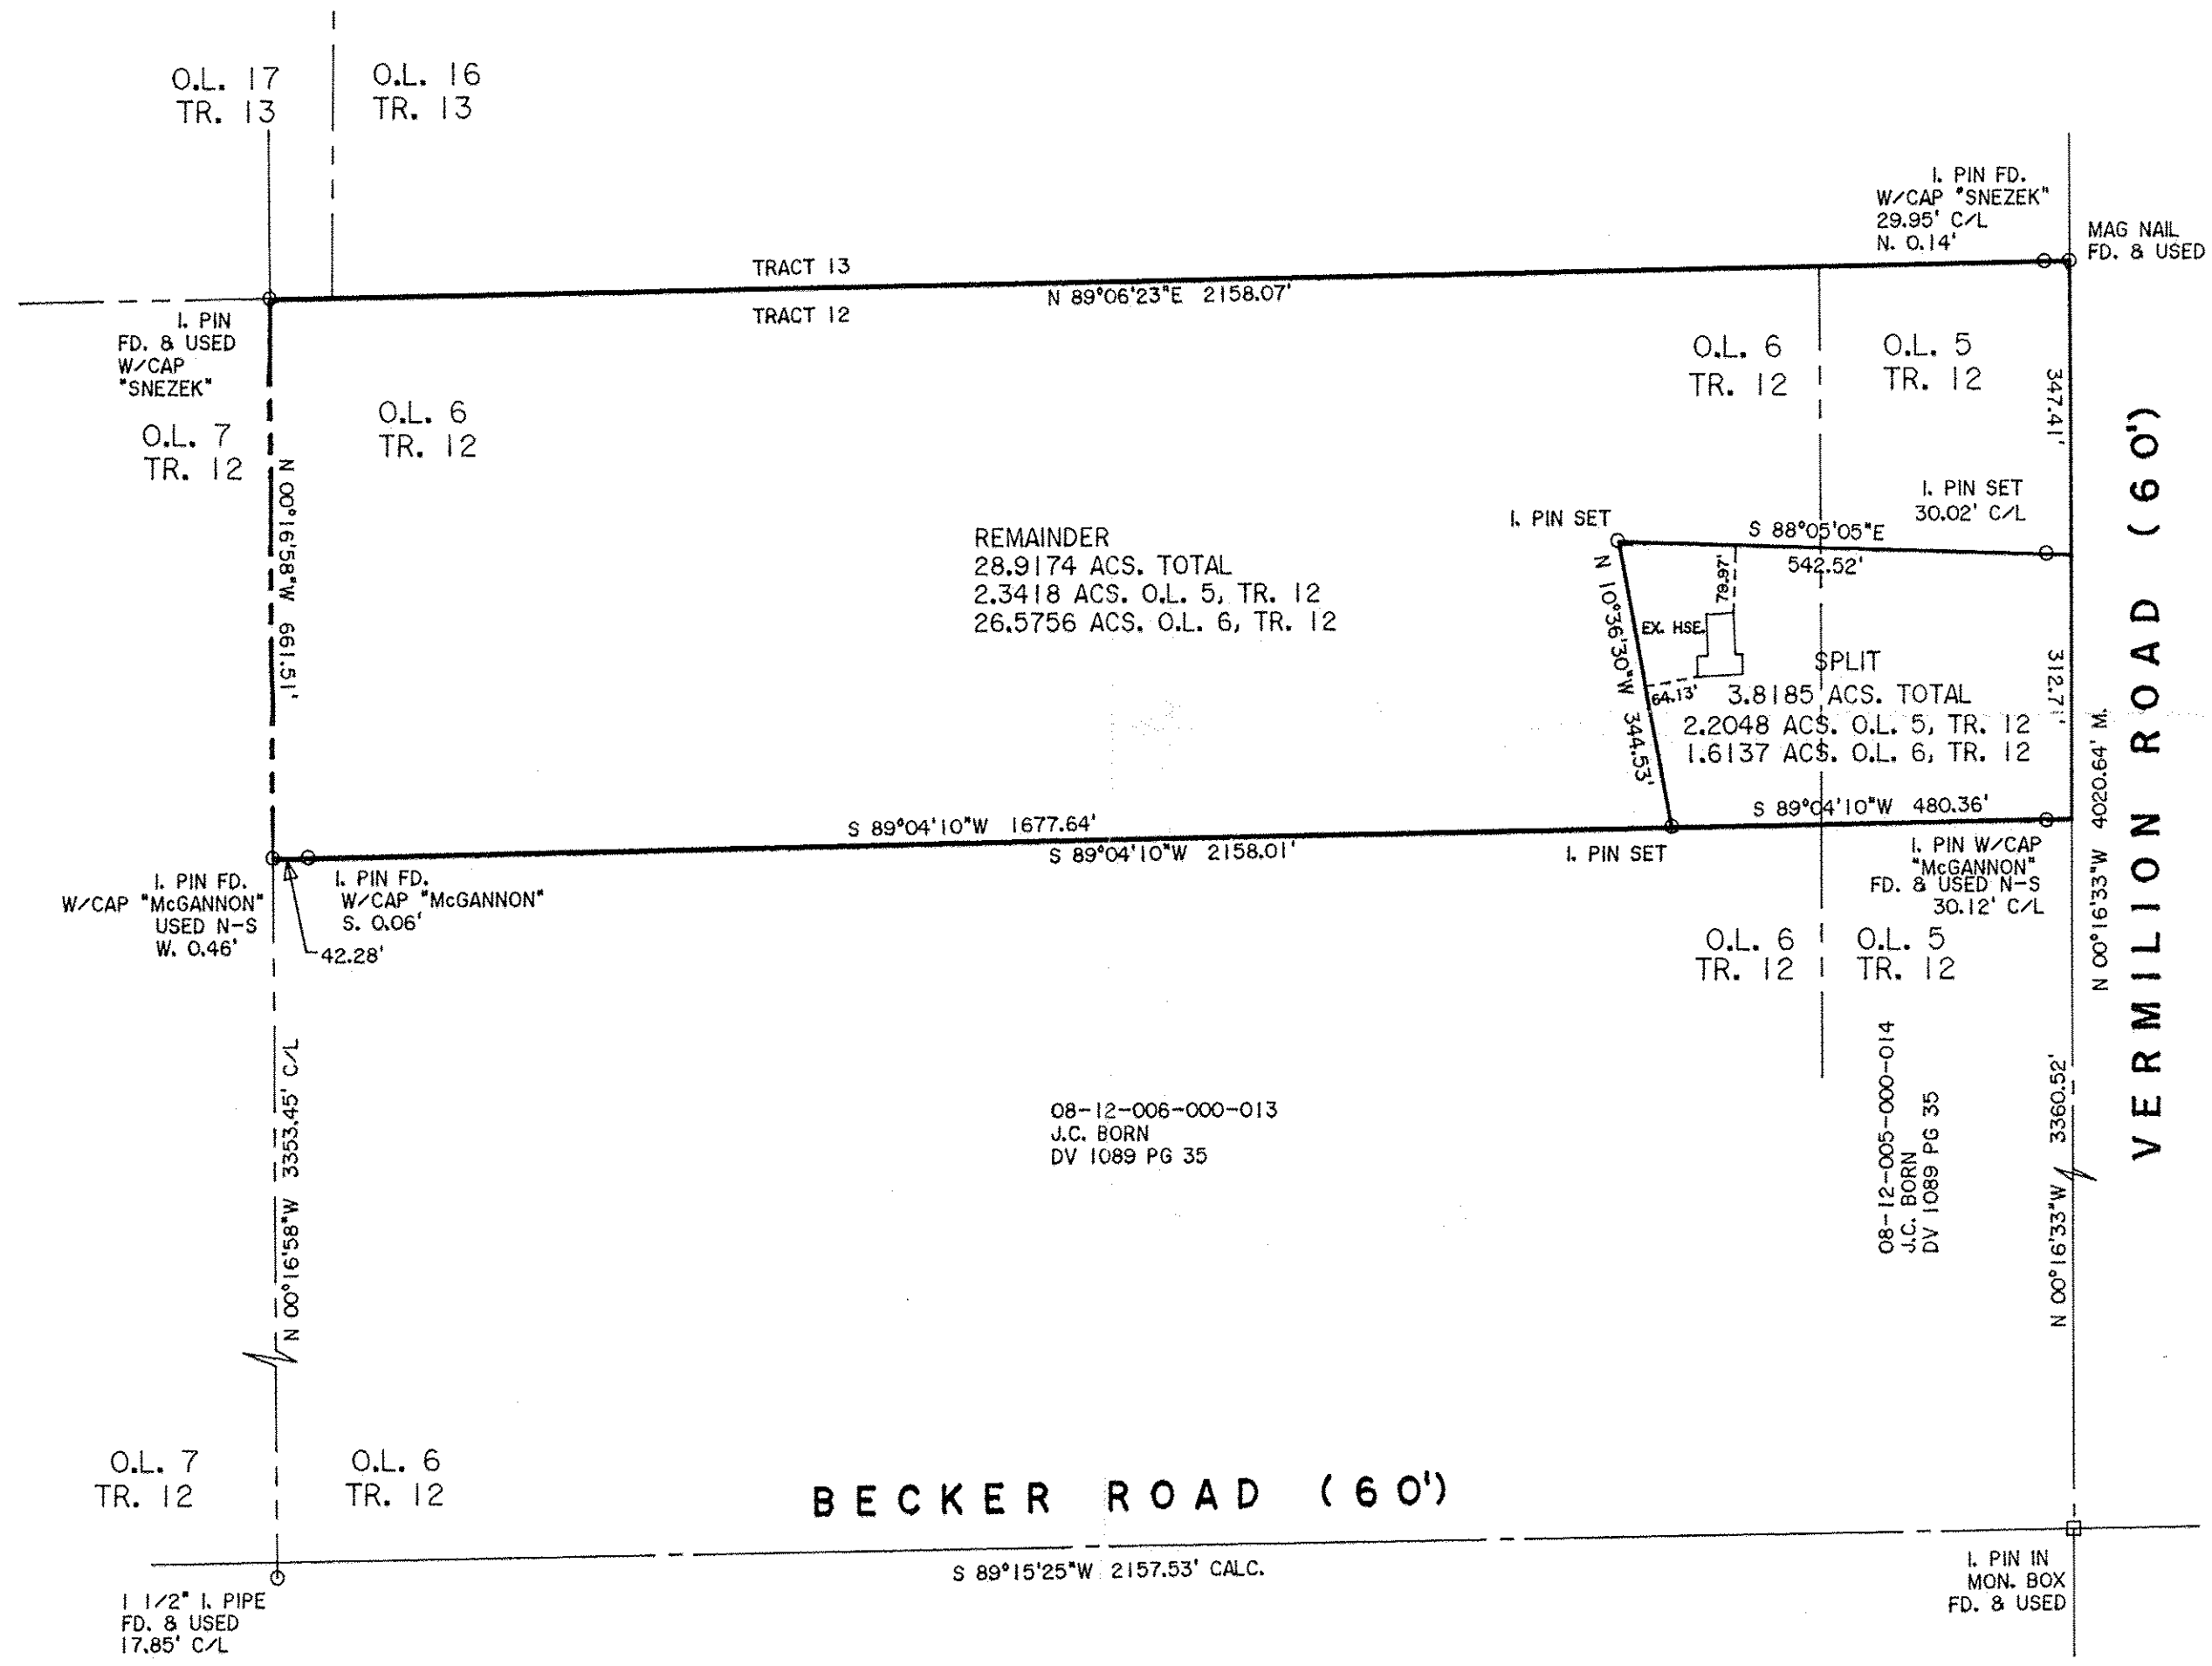 O.L. 17
TR. 13
O.L. 16
TR. 13
I. PIN FD.
W/CAP "SNEZEK"
29.95' C/L
N. 0.14'
MAG NAIL
FD. & USED
TRACT 13
N 89°06'23"E 2158.07'
TRACT 12
I. PIN
FD. & USED
W/CAP
"SNEZEK"
O.L. 7
TR. 12
O.L. 6
TR. 12
O.L. 6
TR. 12
O.L. 5
TR. 12
347.41'
N 00°16'58"W 661.51'
I. PIN SET
30.02' C/L
I. PIN SET
S 88°05'05"E
542.52'
REMAINDER
28.9174 ACS. TOTAL
2.3418 ACS. O.L. 5, TR. 12
26.5756 ACS. O.L. 6, TR. 12
N 10°36'30"W 344.53'
79.97'
EX. HSE.
64.13'
SPLIT
3.8185 ACS. TOTAL
2.2048 ACS. O.L. 5, TR. 12
1.6137 ACS. O.L. 6, TR. 12
312.71'
VERMILION ROAD (60')
N 00°16'33"W 4020.64' M.
S 89°04'10"W 1677.64'
S 89°04'10"W 2158.01'
S 89°04'10"W 480.36'
I. PIN SET
I. PIN W/CAP
"McGANNON"
FD. & USED N-S
30.12' C/L
I. PIN FD.
W/CAP "McGANNON"
USED N-S
W. 0.46'
I. PIN FD.
W/CAP "McGANNON"
S. 0.06'
42.28'
O.L. 6
TR. 12
O.L. 5
TR. 12
N 00°16'58"W 3353.45' C/L
08-12-006-000-013
J.C. BORN
DV 1089 PG 35
08-12-005-000-014
J.C. BORN
DV 1089 PG 35
N 00°16'33"W 3360.52'
O.L. 7
TR. 12
O.L. 6
TR. 12
BECKER ROAD (60')
S 89°15'25"W 2157.53' CALC.
1 1/2" I. PIPE
FD. & USED
17.85' C/L
I. PIN IN
MON. BOX
FD. & USED